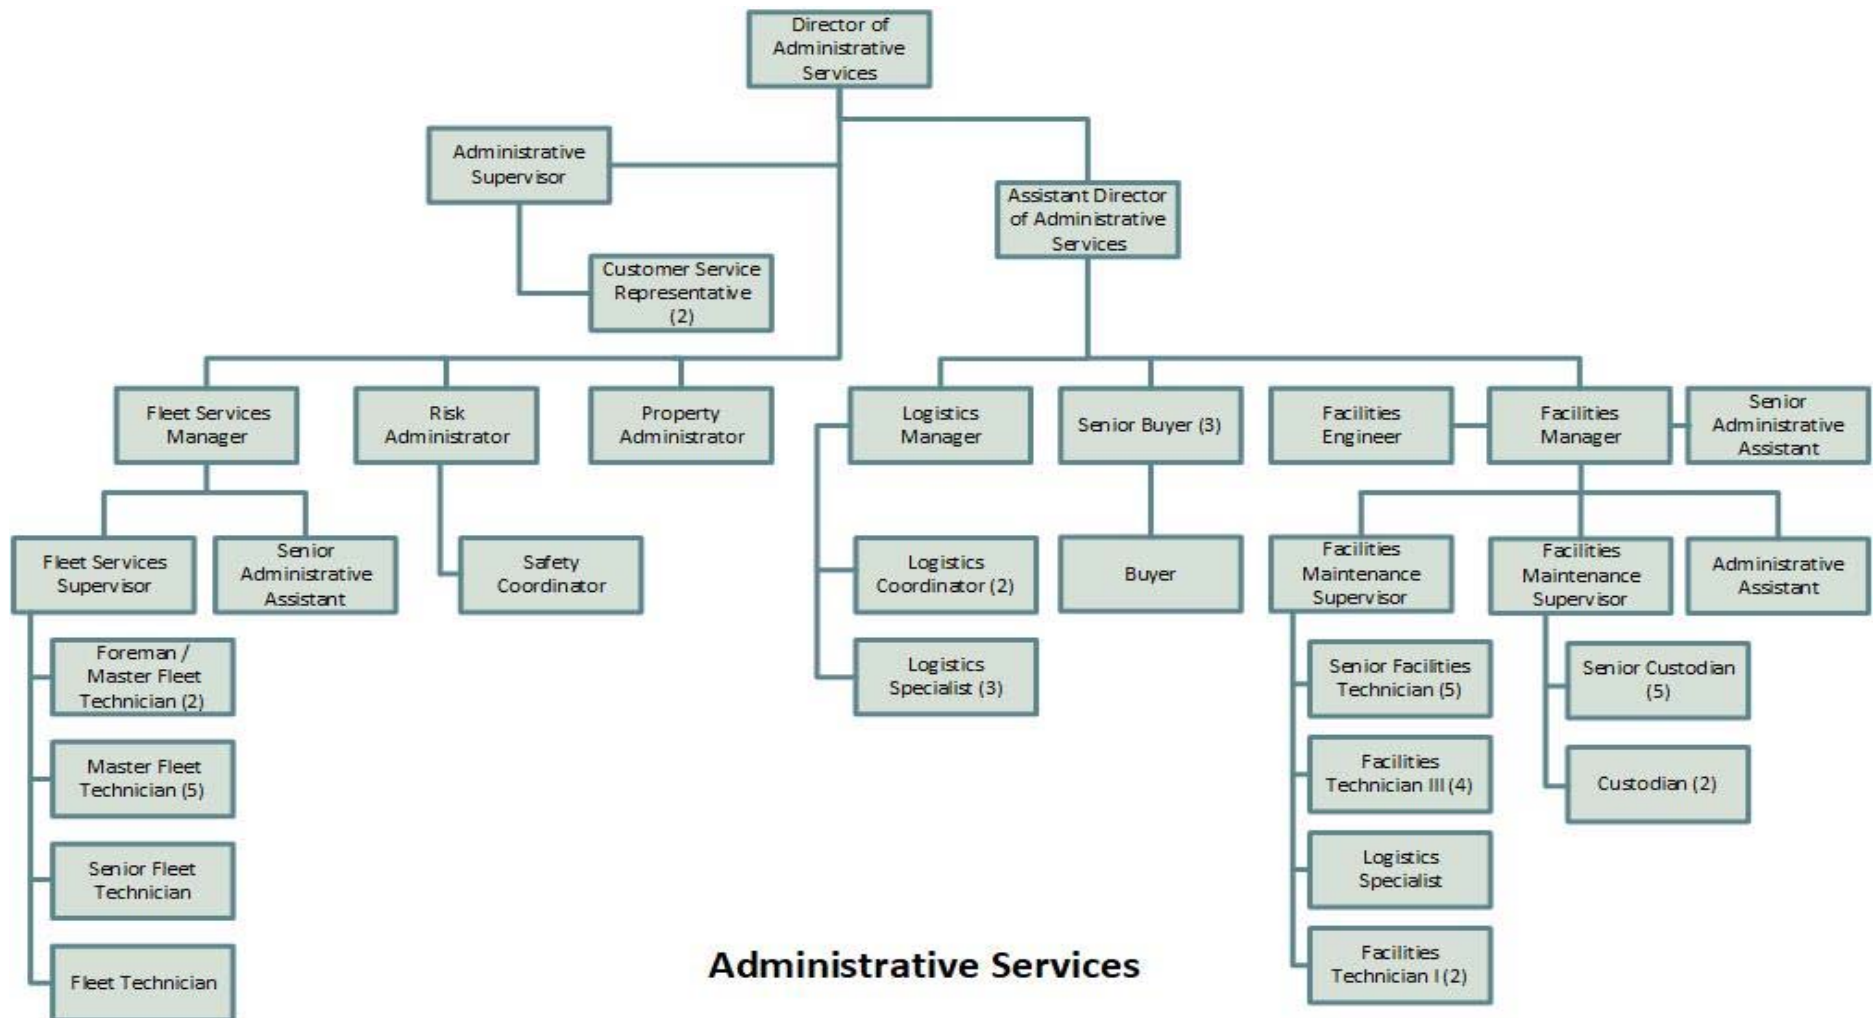 Director of
Administrative
Services
Administrative
Supervisor
Assistant Director
of Administrative
Services
Customer Service
Representative
(2)
Fleet Services
Manager
Risk
Administrator
Property
Administrator
Logistics
Manager
Senior Buyer (3)
Facilities
Engineer
Facilities
Manager
Senior
Administrative
Assistant
Fleet Services
Supervisor
Senior
Administrative
Assistant
Safety
Coordinator
Logistics
Coordinator (2)
Buyer
Facilities
Maintenance
Supervisor
Facilities
Maintenance
Supervisor
Administrative
Assistant
Foreman /
Master Fleet
Technician (2)
Logistics
Specialist (3)
Senior Facilities
Technician (5)
Senior Custodian
(5)
Master Fleet
Technician (5)
Facilities
Technician III (4)
Custodian (2)
Senior Fleet
Technician
Logistics
Specialist
Fleet Technician
Facilities
Technician I (2)
Administrative Services